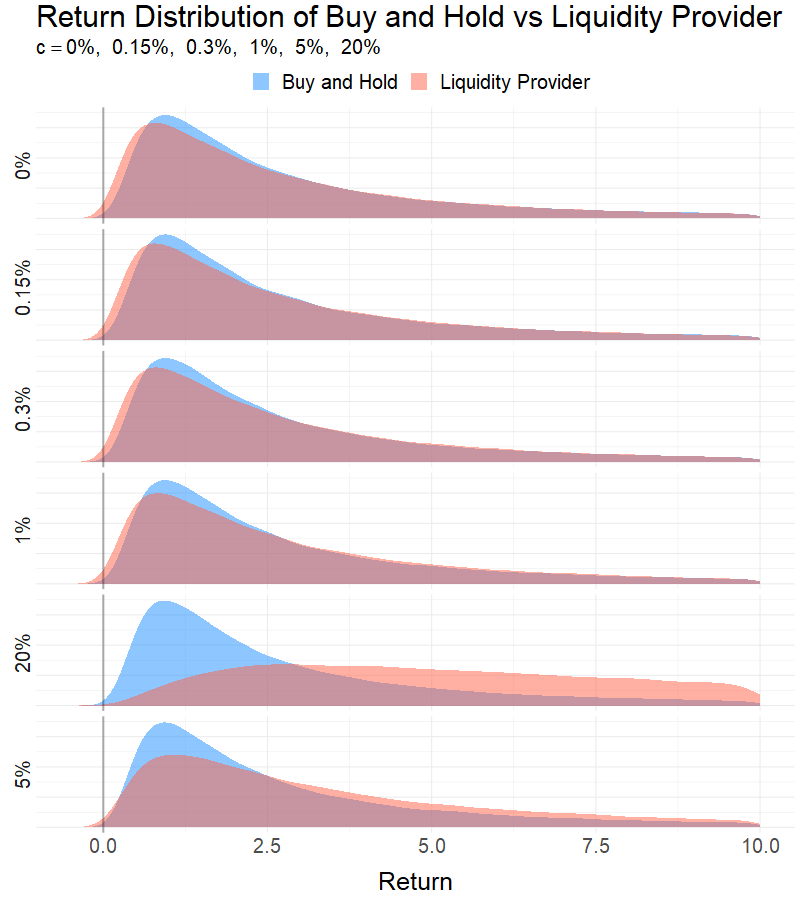 Return Distribution of Buy and Hold vs Liquidity Provider
c = 0%, 0.15%, 0.3%, 1%, 5%, 20%
Buy and Hold Liquidity Provider
0%
0.15%
0.3%
1%
20%
5%
0.0 2.5 5.0 7.5 10.0
Return